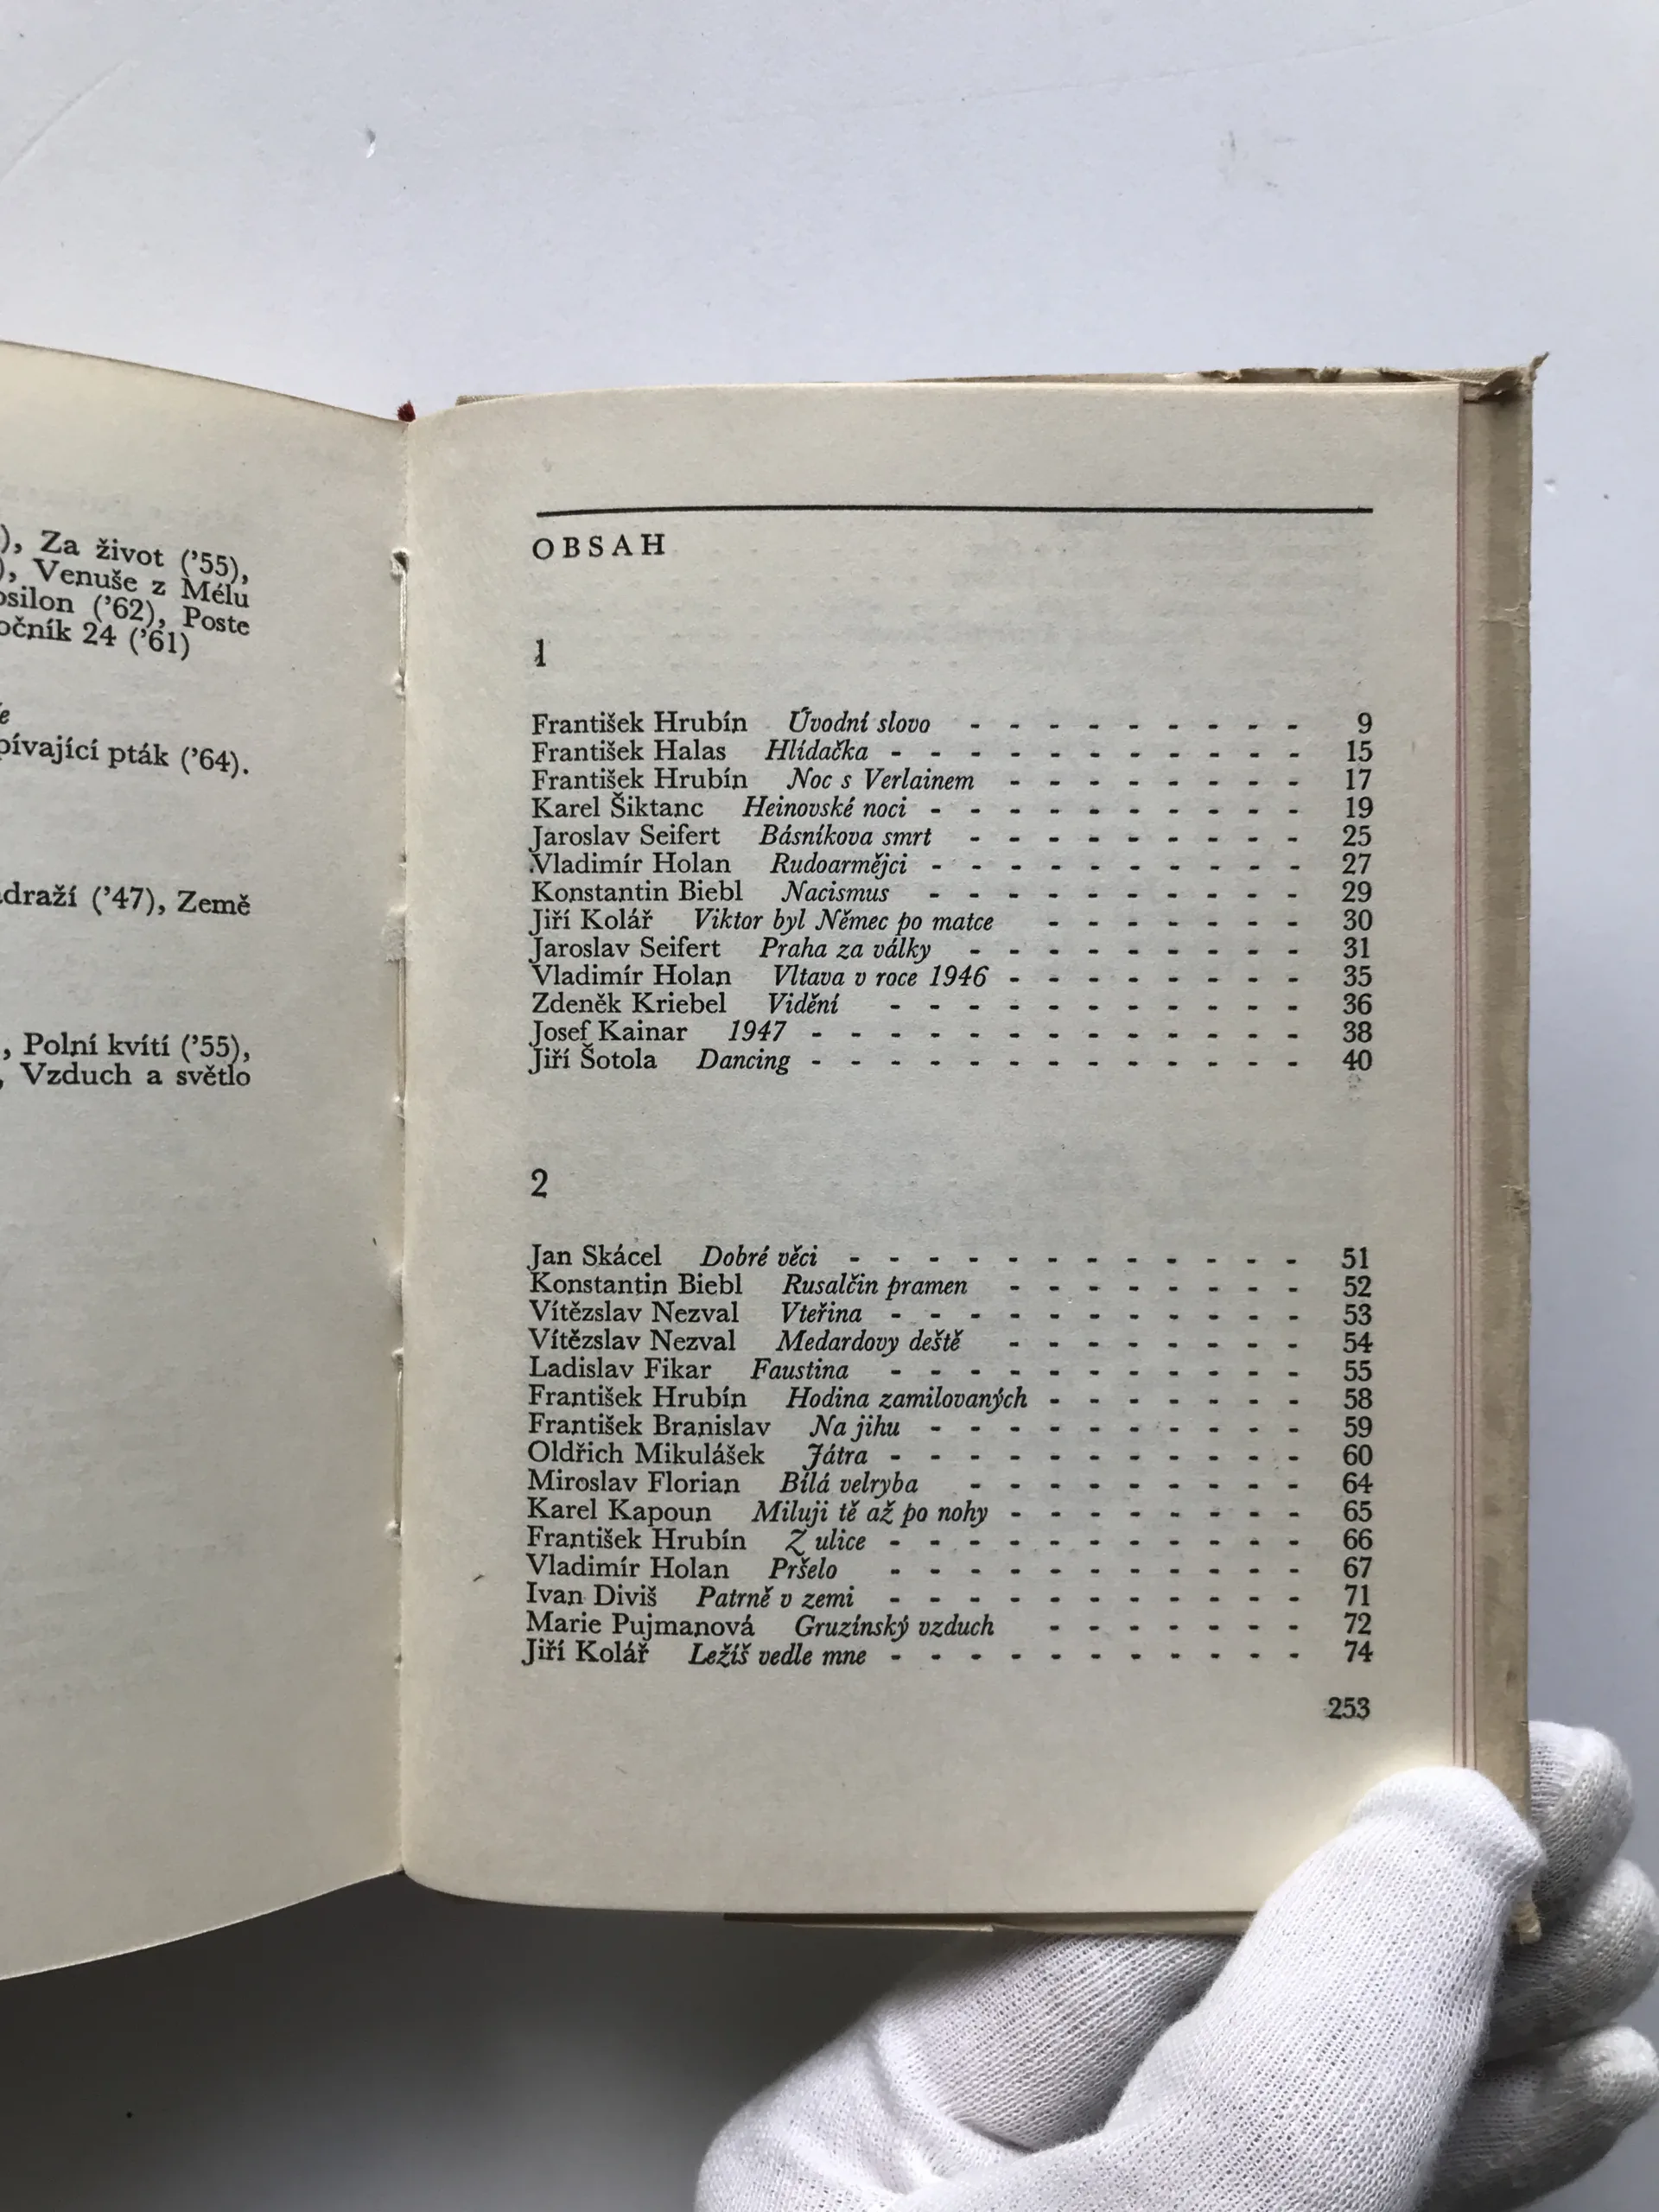 ), Za život (’55),
), Venuše z Mélu
psilon (’62), Poste
očník 24 (’61)
pívající pták (’64).
draží (’47), Země
, Polní kvítí (’55),
, Vzduch a světlo
OBSAH
1
František Hrubín Úvodní slovo - - - - - - - - - 9
František Halas Hlídačka - - - - - - - - - - - 15
František Hrubín Noc s Verlainem - - - - - - - - 17
Karel Šiktanc Heinovské noci - - - - - - - - - - 19
Jaroslav Seifert Básníkova smrt - - - - - - - - - 25
Vladimír Holan Rudoarmějci - - - - - - - - - - 27
Konstantin Biebl Nacismus - - - - - - - - - - 29
Jiří Kolář Viktor byl Němec po matce - - - - - - - 30
Jaroslav Seifert Praha za války - - - - - - - - - 31
Vladimír Holan Vltava v roce 1946 - - - - - - - - 35
Zdeněk Kriebel Vidění - - - - - - - - - - - 36
Josef Kainar 1947 - - - - - - - - - - - - - 38
Jiří Šotola Dancing - - - - - - - - - - - - - 40
2
Jan Skácel Dobré věci - - - - - - - - - - - - 51
Konstantin Biebl Rusalčin pramen - - - - - - - - 52
Vítězslav Nezval Vteřina - - - - - - - - - - - 53
Vítězslav Nezval Medardovy deště - - - - - - - - 54
Ladislav Fikar Faustina - - - - - - - - - - - 55
František Hrubín Hodina zamilovaných - - - - - - - 58
František Branislav Na jihu - - - - - - - - - - 59
Oldřich Mikulášek Játra - - - - - - - - - - - 60
Miroslav Florian Bílá velryba - - - - - - - - - 64
Karel Kapoun Miluji tě až po nohy - - - - - - - - 65
František Hrubín Z ulice - - - - - - - - - - - 66
Vladimír Holan Pršelo - - - - - - - - - - - 67
Ivan Diviš Patrně v zemi - - - - - - - - - - - 71
Marie Pujmanová Gruzínský vzduch - - - - - - - 72
Jiří Kolář Ležíš vedle mne - - - - - - - - - - - 74
253